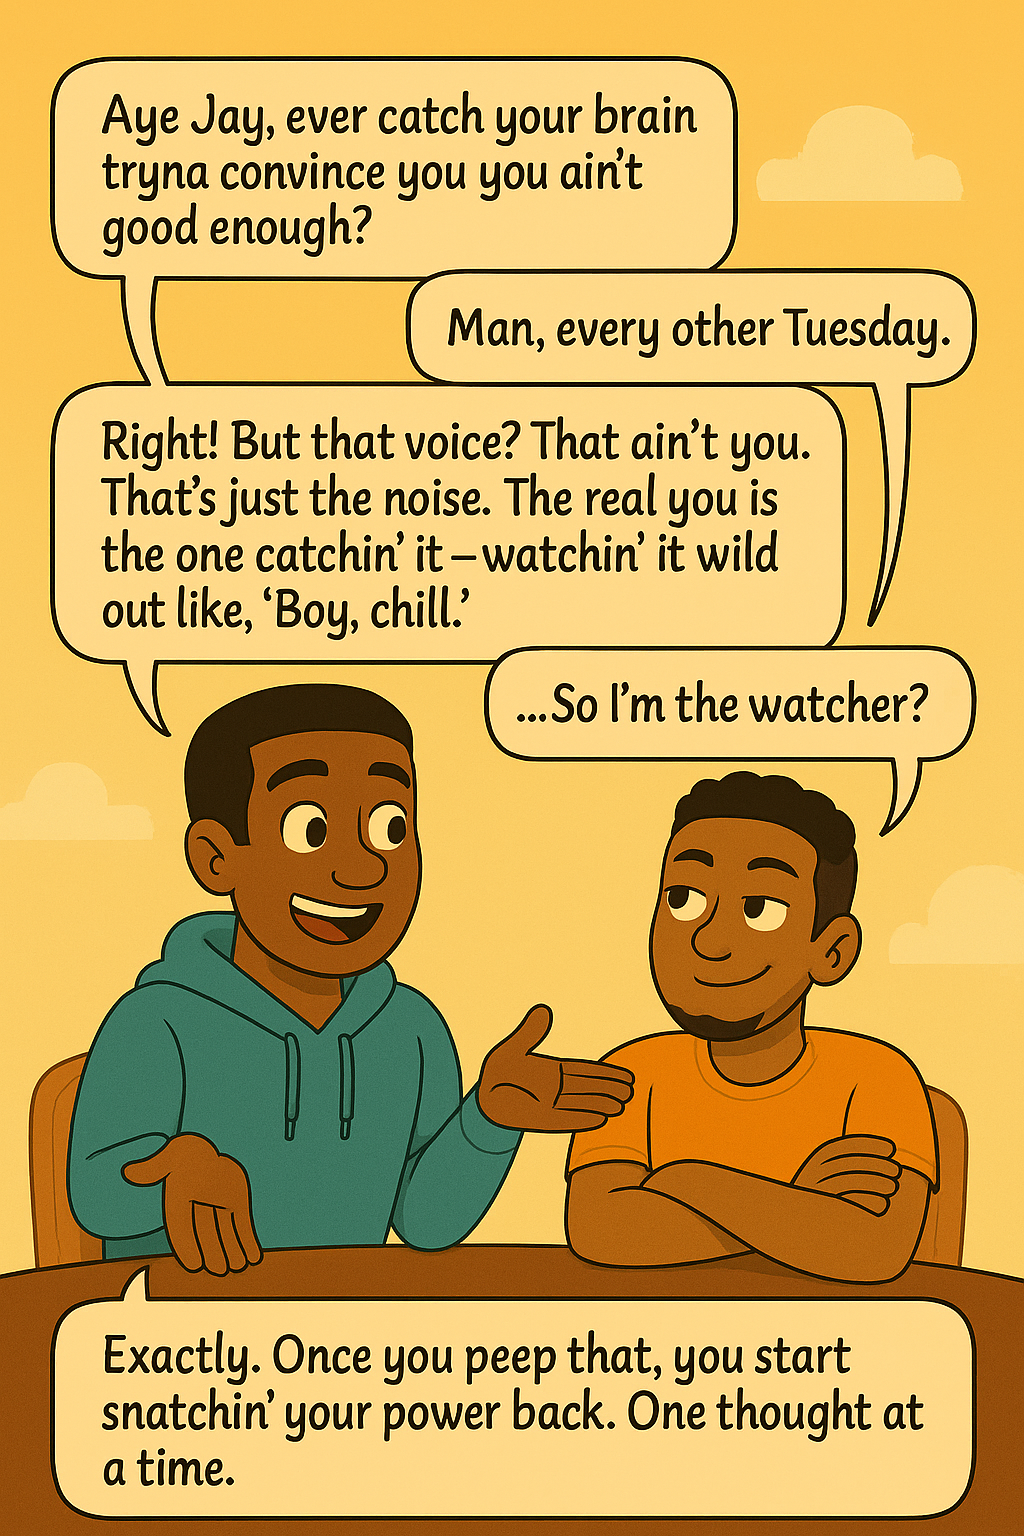 Aye Jay, ever catch your brain
tryna convince you you ain't
good enough?
Man, every other Tuesday.
Right! But that voice? That ain't you.
That's just the noise. The real you is
the one catchin' it – watchin' it wild
out like, ‘Boy, chill.’
...So I'm the watcher?
Exactly. Once you peep that, you start
snatchin' your power back. One thought at
a time.